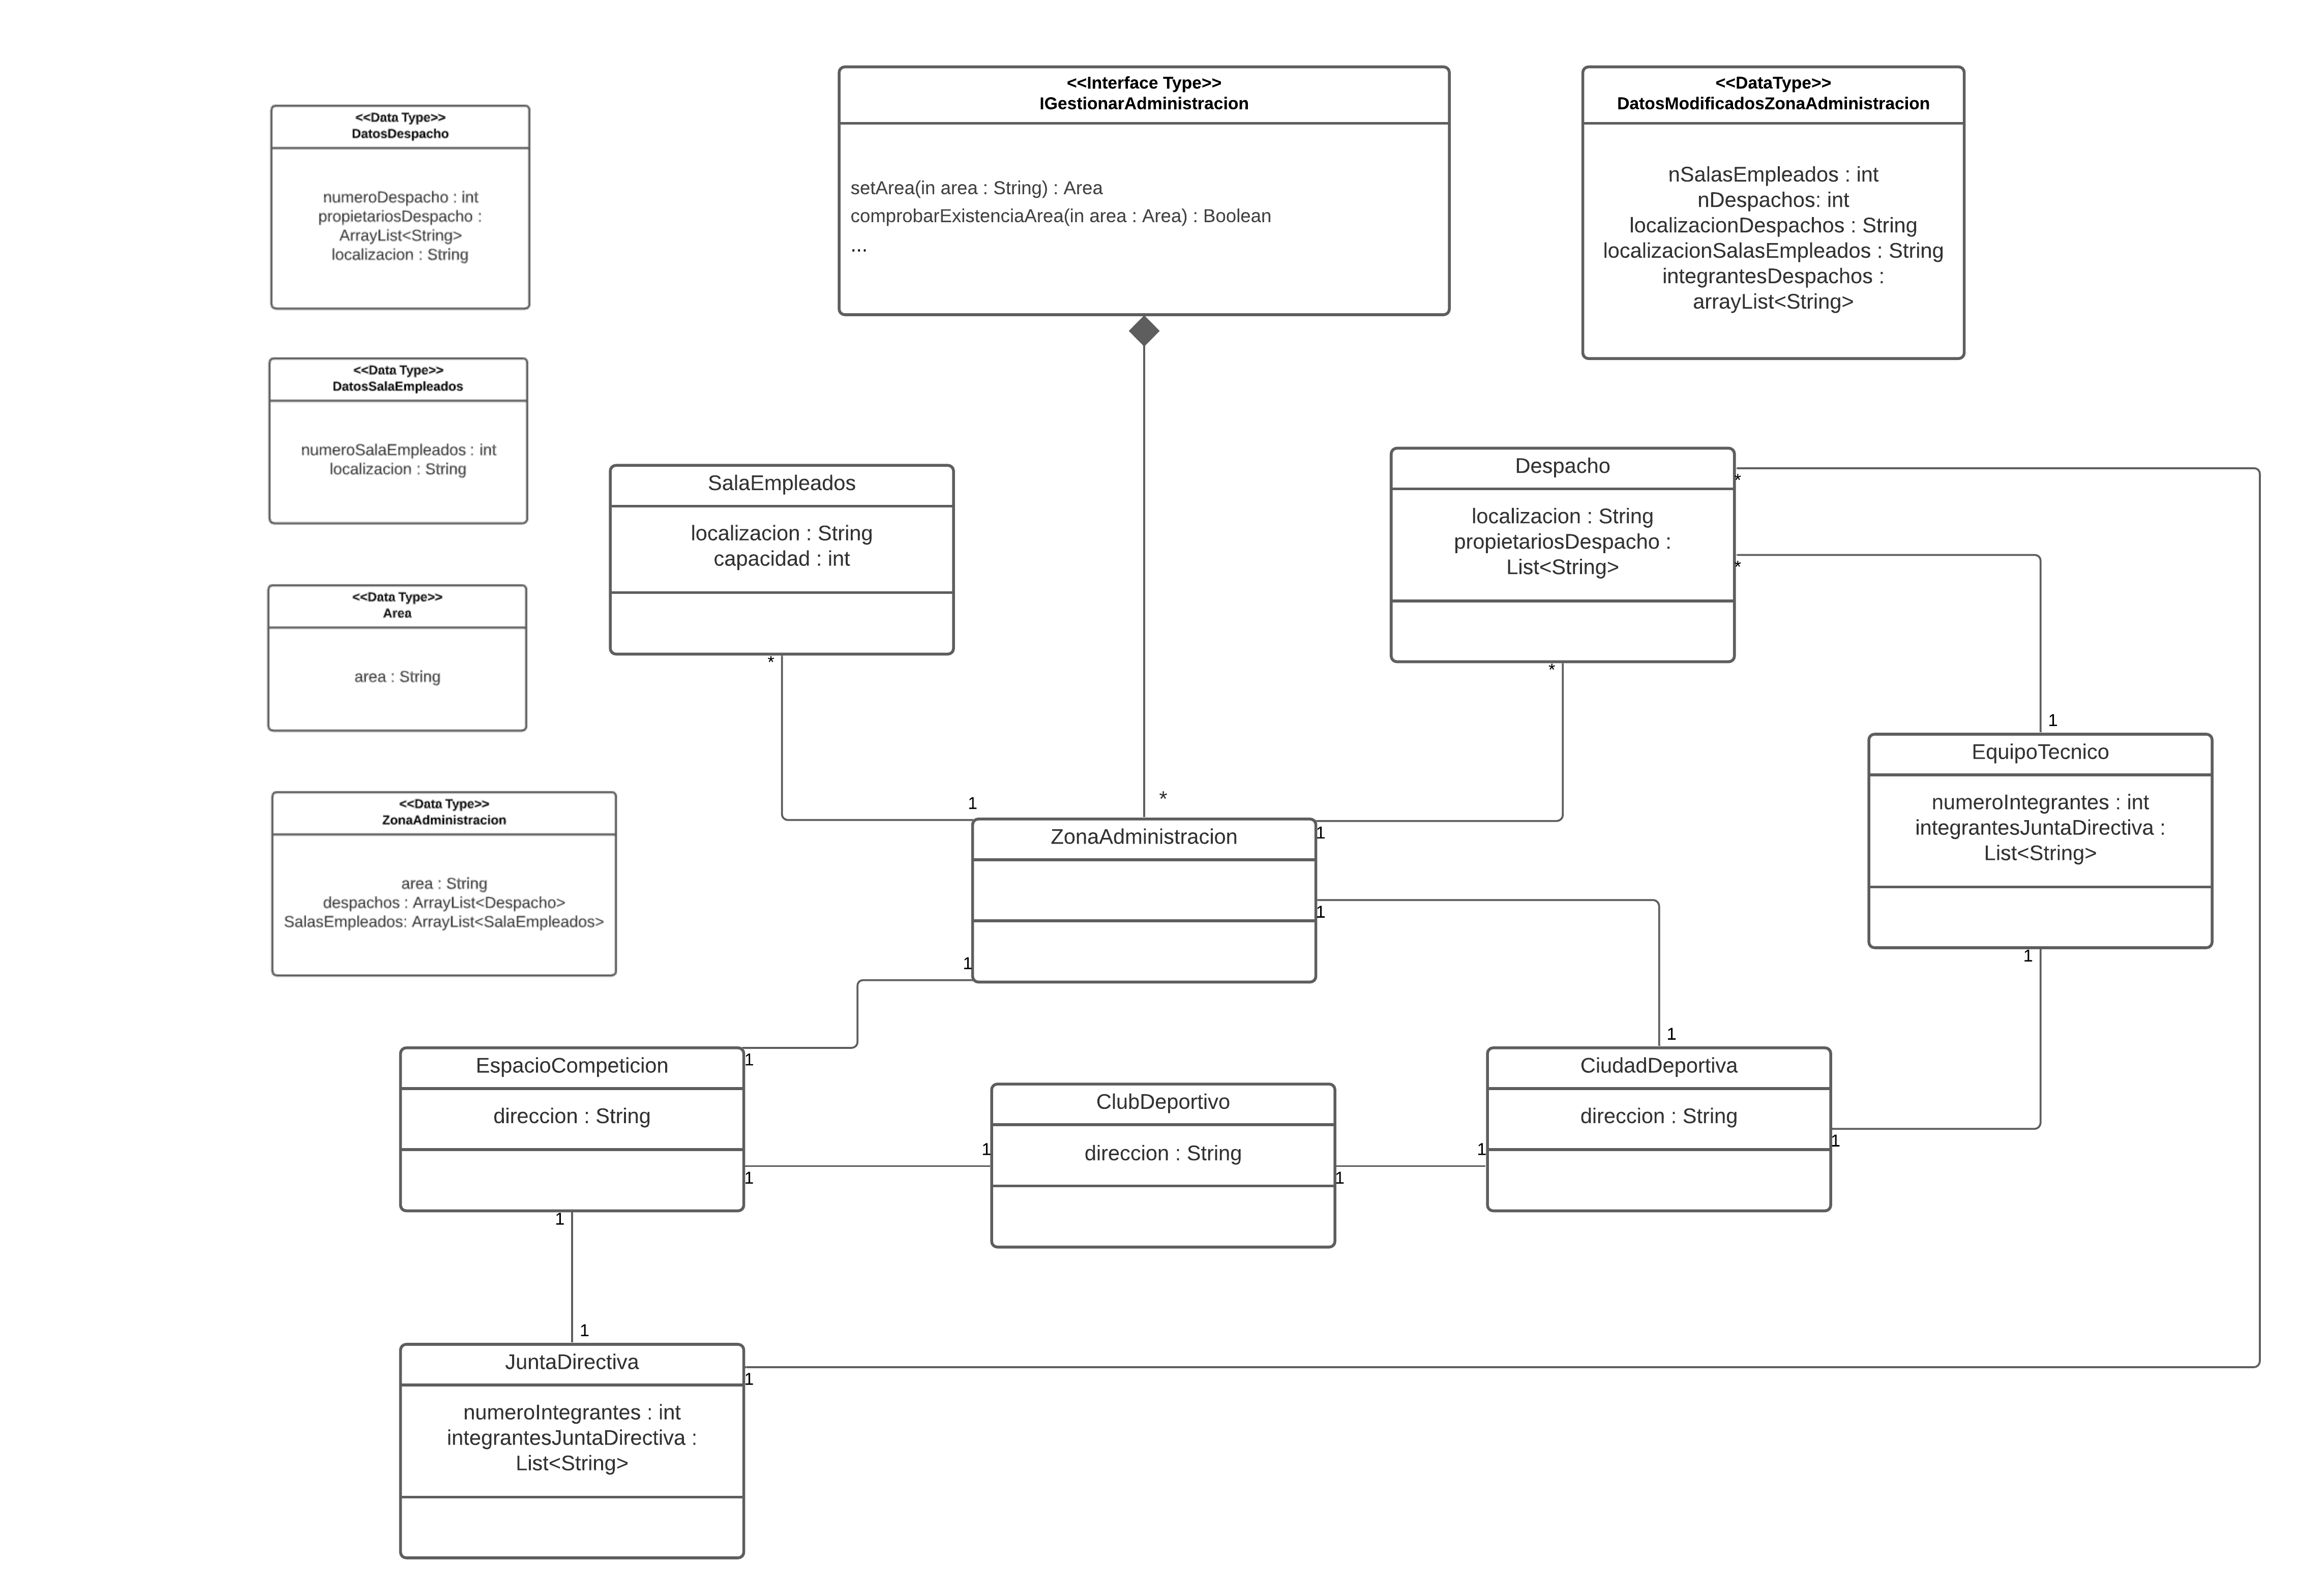 <<Interface Type>>
IGestionarAdministracion
setArea(in area : String) : Area
comprobarExistenciaArea(in area : Area) : Boolean
...
<<DataType>>
DatosModificadosZonaAdministracion
nSalasEmpleados : int
nDespachos: int
localizacionDespachos : String
localizacionSalasEmpleados : String
integrantesDespachos :
arrayList<String>
<<Data Type>>
DatosDespacho
numeroDespacho : int
propietariosDespacho :
ArrayList<String>
localizacion : String
<<Data Type>>
DatosSalaEmpleados
numeroSalaEmpleados : int
localizacion : String
<<Data Type>>
Area
area : String
<<Data Type>>
ZonaAdministracion
area : String
despachos : ArrayList<Despacho>
SalasEmpleados: ArrayList<SalaEmpleados>
SalaEmpleados
localizacion : String
capacidad : int
*
1
*
Despacho
localizacion : String
propietariosDespacho :
List<String>
*
*
*
1
EquipoTecnico
numeroIntegrantes : int
integrantesJuntaDirectiva :
List<String>
1
ZonaAdministracion
1
1
1
1
EspacioCompeticion
direccion : String
1
1
1
1
ClubDeportivo
direccion : String
1
1
CiudadDeportiva
direccion : String
1
1
JuntaDirectiva
numeroIntegrantes : int
integrantesJuntaDirectiva :
List<String>
1